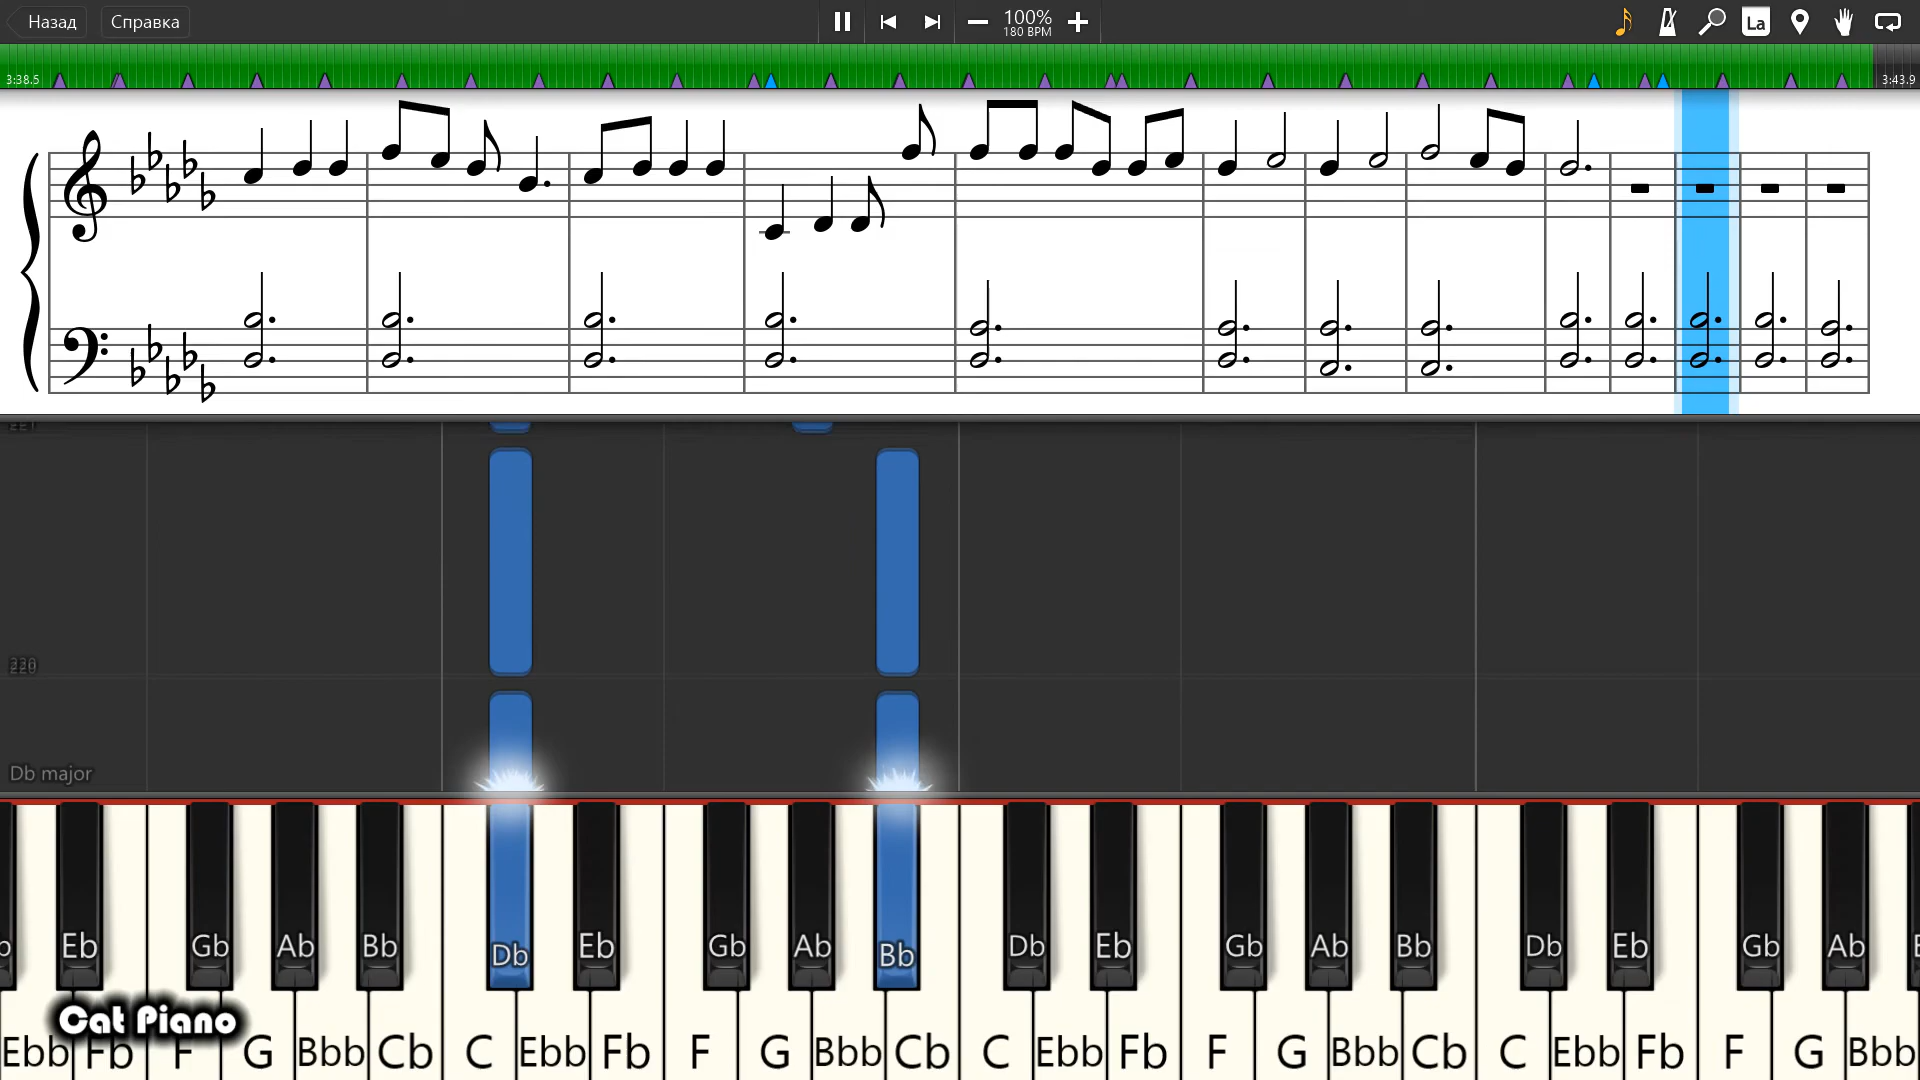 Назад Справка 100%
180 BPM
La
3:38.5 3:43.9
220
Db major
Eb Gb Ab Bb Db Eb Gb Ab Bb Db Eb Gb Ab Bb Db Eb Gb Ab
Cat Piano
Ebb Fb F G Bbb Cb C Ebb Fb F G Bbb Cb C Ebb Fb F G Bbb Cb C Ebb Fb F G Bbb